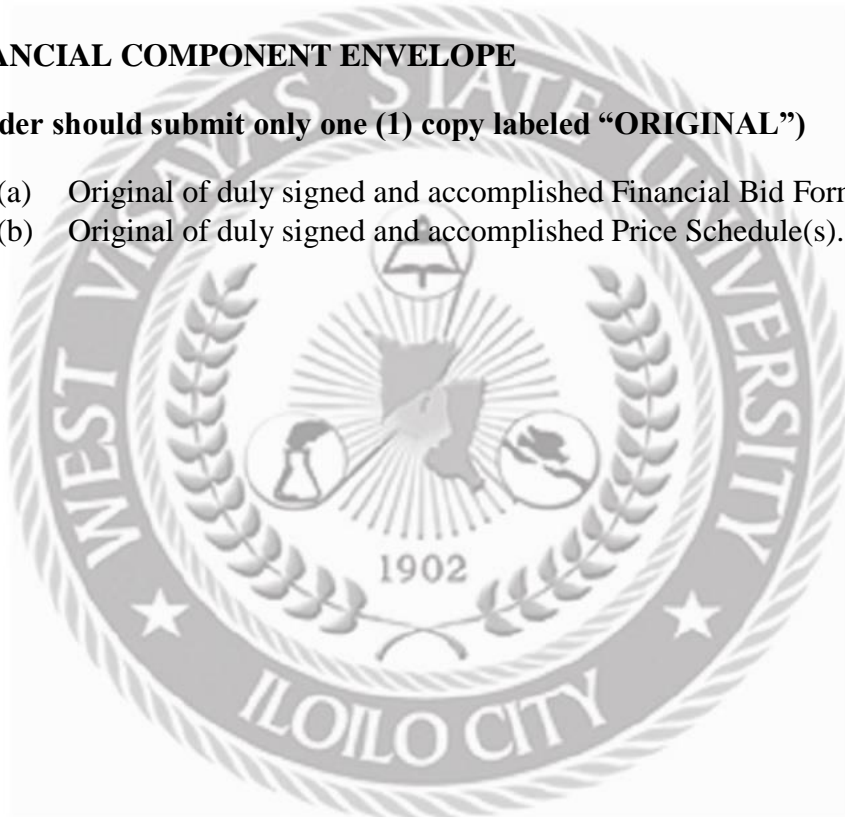 ANCIAL COMPONENT ENVELOPE
der should submit only one (1) copy labeled “ORIGINAL”)
(a) Original of duly signed and accomplished Financial Bid For
(b) Original of duly signed and accomplished Price Schedule(s).
WEST VISAYAS STATE UNIVERSITY
1902
ILOILO CITY